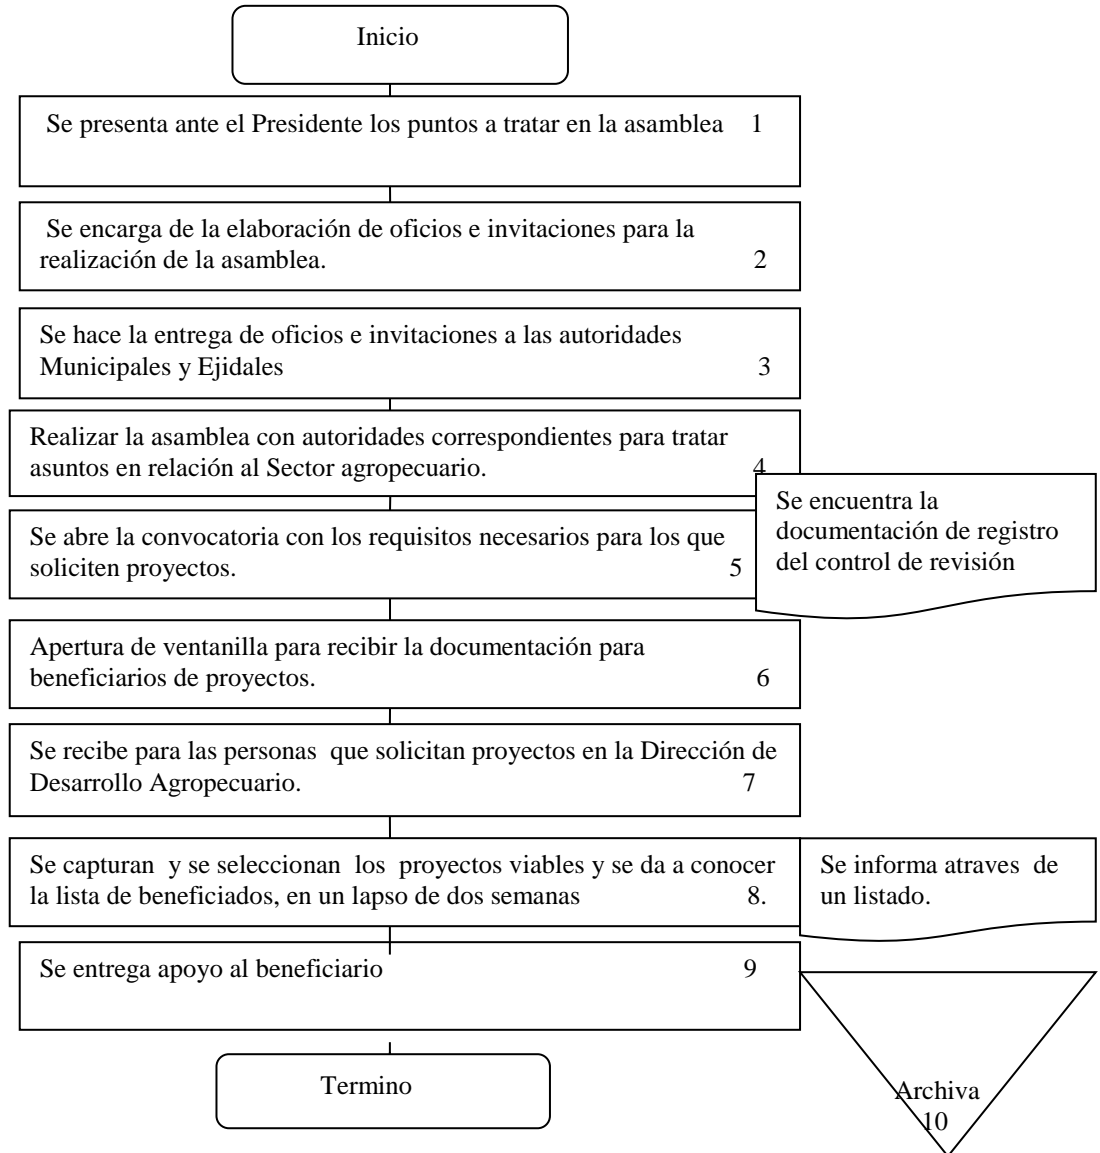 Inicio
Se presenta ante el Presidente los puntos a tratar en la asamblea 1
Se encarga de la elaboración de oficios e invitaciones para la
realización de la asamblea. 2
Se hace la entrega de oficios e invitaciones a las autoridades
Municipales y Ejidales 3
Realizar la asamblea con autoridades correspondientes para tratar
asuntos en relación al Sector agropecuario. 4
Se encuentra la
documentación de registro
del control de revisión
Se abre la convocatoria con los requisitos necesarios para los que
soliciten proyectos. 5
Apertura de ventanilla para recibir la documentación para
beneficiarios de proyectos. 6
Se recibe para las personas que solicitan proyectos en la Dirección de
Desarrollo Agropecuario. 7
Se capturan y se seleccionan los proyectos viables y se da a conocer
la lista de beneficiados, en un lapso de dos semanas 8.
Se informa atraves de
un listado.
Se entrega apoyo al beneficiario 9
Termino
Archiva
10